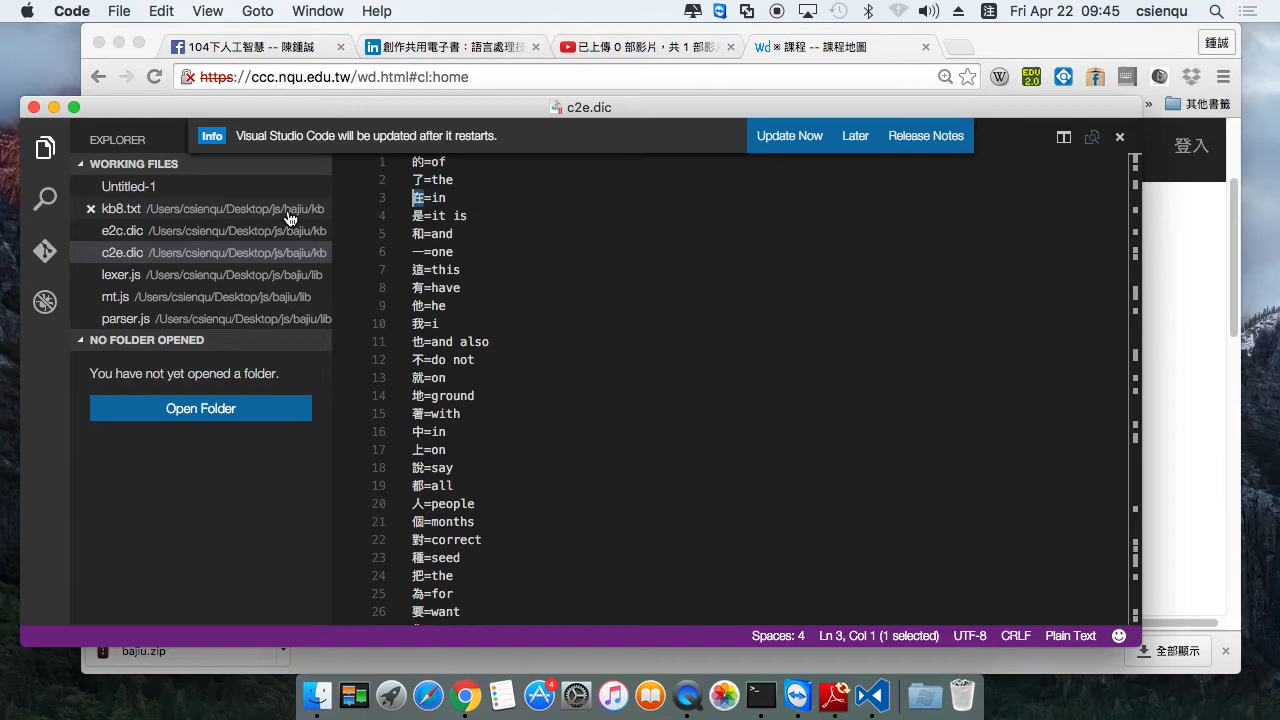 Code File Edit View Goto Window Help 注 Fri Apr 22 09:45 csienqu
104下人工智慧 -- 陳鍾誠
創作共用電子書：語言處理技
已上傳 0 部影片，共 1 部影
Wd ※ 課程 -- 課程地圖
鍾誠
https://ccc.nqu.edu.tw/wd.html#cl:home
» 其他書籤
c2e.dic
登入
EXPLORER
Info Visual Studio Code will be updated after it restarts. Update Now Later Release Notes
WORKING FILES
Untitled-1
kb8.txt /Users/csienqu/Desktop/js/bajiu/kb
e2c.dic /Users/csienqu/Desktop/js/bajiu/kb
c2e.dic /Users/csienqu/Desktop/js/bajiu/kb
lexer.js /Users/csienqu/Desktop/js/bajiu/lib
mt.js /Users/csienqu/Desktop/js/bajiu/lib
parser.js /Users/csienqu/Desktop/js/bajiu/lib
NO FOLDER OPENED
You have not yet opened a folder.
Open Folder
1 的=of
2 了=the
3 在=in
4 是=it is
5 和=and
6 一=one
7 這=this
8 有=have
9 他=he
10 我=i
11 也=and also
12 不=do not
13 就=on
14 地=ground
15 著=with
16 中=in
17 上=on
18 說=say
19 都=all
20 人=people
21 個=months
22 對=correct
23 種=seed
24 把=the
25 為=for
26 要=want
Spaces: 4 Ln 3, Col 1 (1 selected) UTF-8 CRLF Plain Text
bajiu.zip
全部顯示
4